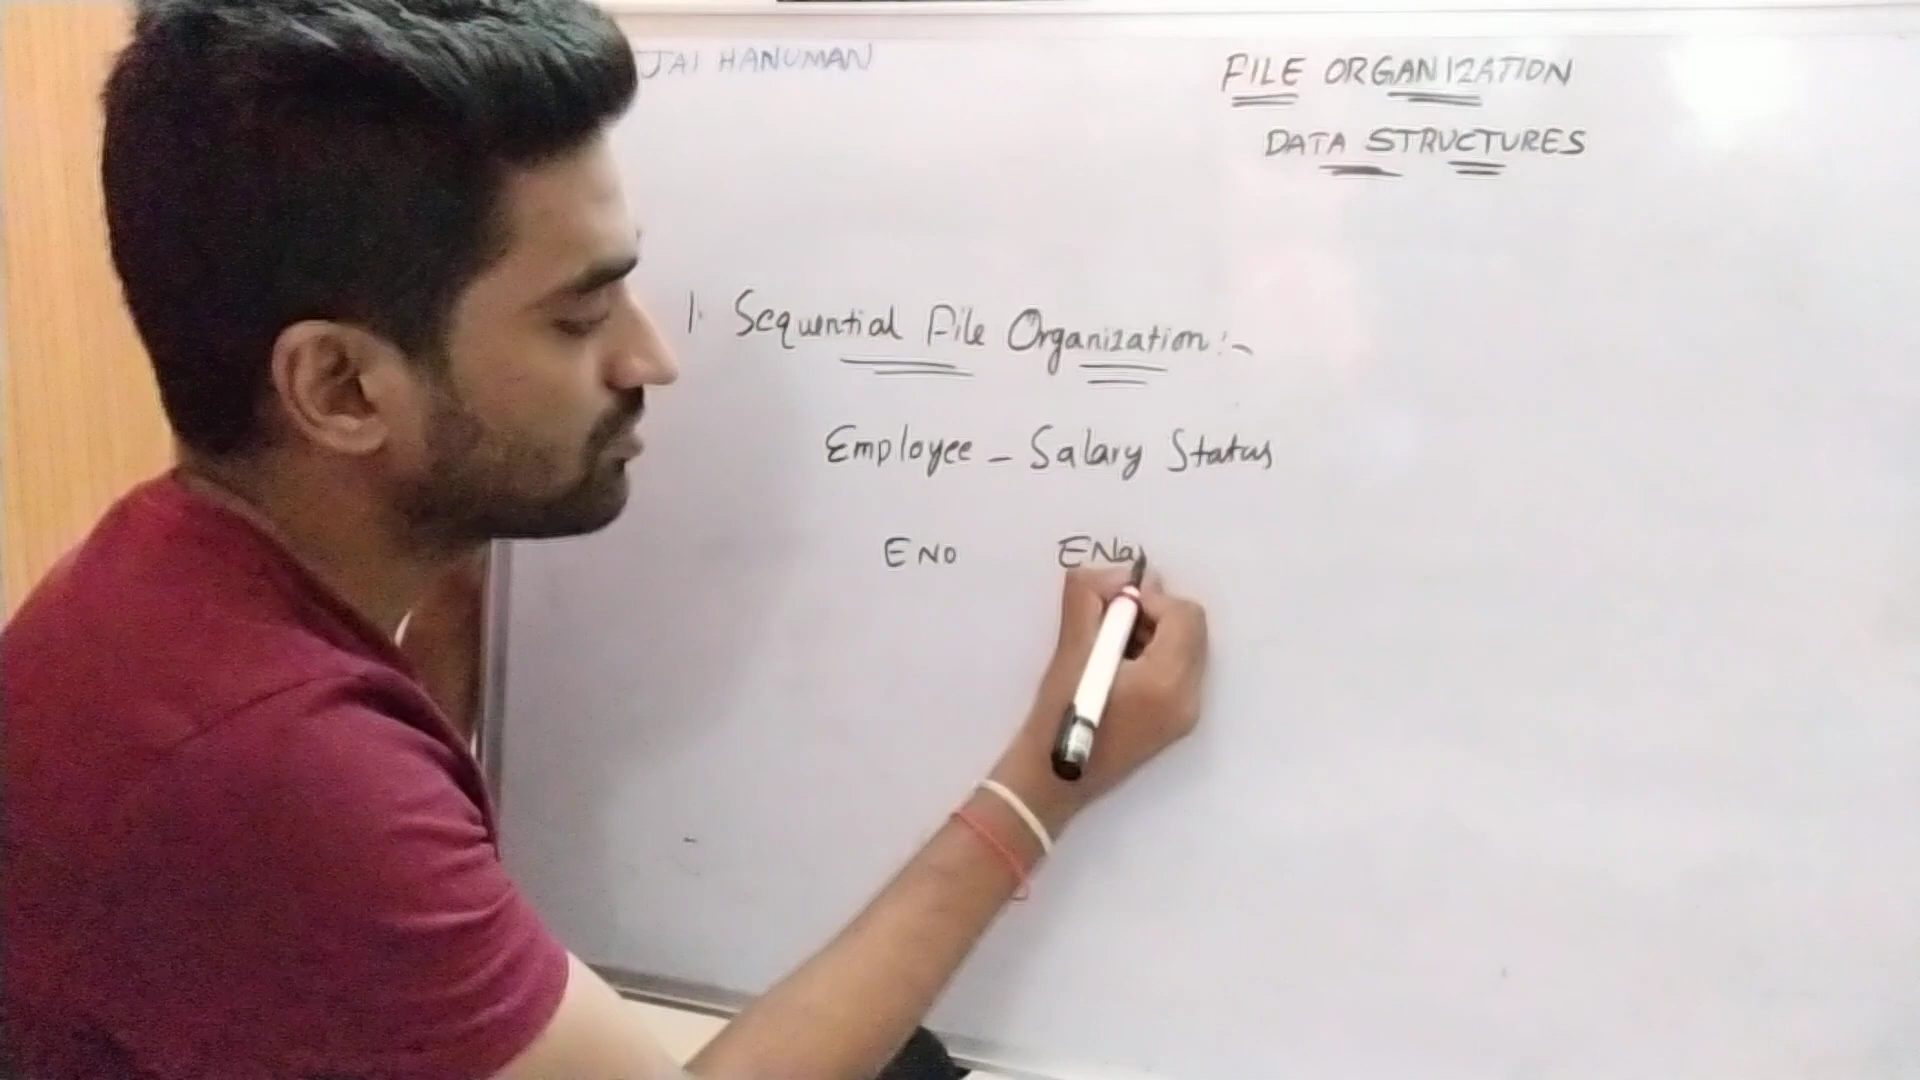 JAI HANUMAN
FILE ORGANIZATION
DATA STRUCTURES
1. Sequential File Organization:-
Employee - Salary Status
ENO ENa